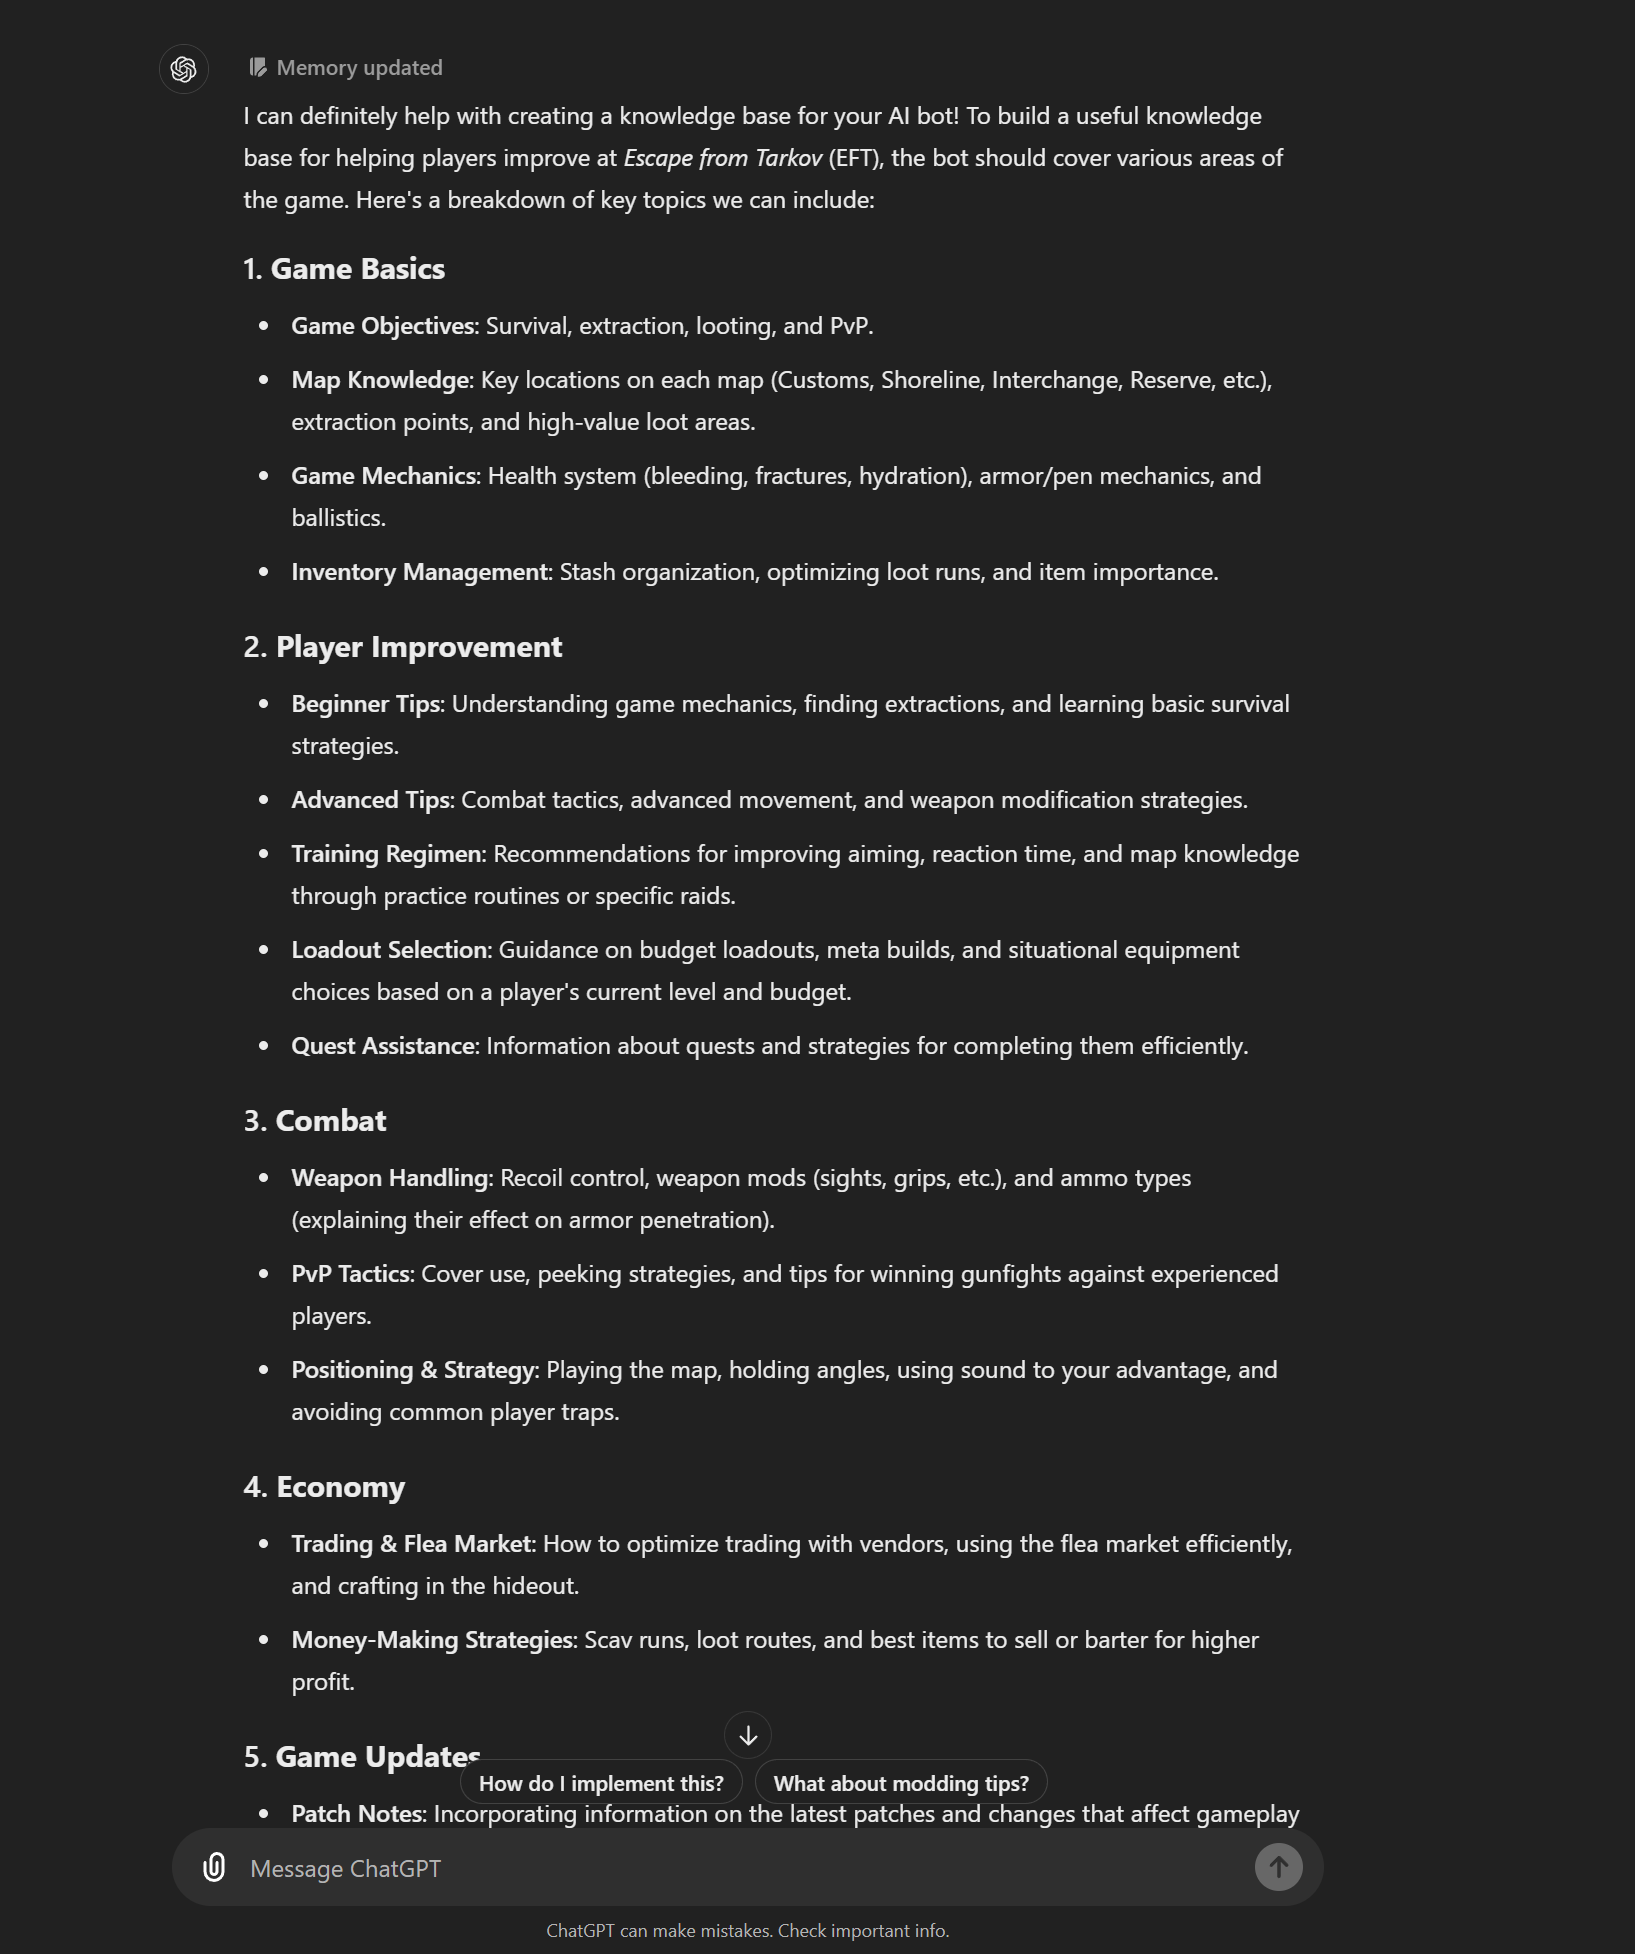 Memory updated
I can definitely help with creating a knowledge base for your AI bot! To build a useful knowledge
base for helping players improve at Escape from Tarkov (EFT), the bot should cover various areas of
the game. Here's a breakdown of key topics we can include:
1. Game Basics
• Game Objectives: Survival, extraction, looting, and PvP.
• Map Knowledge: Key locations on each map (Customs, Shoreline, Interchange, Reserve, etc.),
extraction points, and high-value loot areas.
• Game Mechanics: Health system (bleeding, fractures, hydration), armor/pen mechanics, and
ballistics.
• Inventory Management: Stash organization, optimizing loot runs, and item importance.
2. Player Improvement
• Beginner Tips: Understanding game mechanics, finding extractions, and learning basic survival
strategies.
• Advanced Tips: Combat tactics, advanced movement, and weapon modification strategies.
• Training Regimen: Recommendations for improving aiming, reaction time, and map knowledge
through practice routines or specific raids.
• Loadout Selection: Guidance on budget loadouts, meta builds, and situational equipment
choices based on a player's current level and budget.
• Quest Assistance: Information about quests and strategies for completing them efficiently.
3. Combat
• Weapon Handling: Recoil control, weapon mods (sights, grips, etc.), and ammo types
(explaining their effect on armor penetration).
• PvP Tactics: Cover use, peeking strategies, and tips for winning gunfights against experienced
players.
• Positioning & Strategy: Playing the map, holding angles, using sound to your advantage, and
avoiding common player traps.
4. Economy
• Trading & Flea Market: How to optimize trading with vendors, using the flea market efficiently,
and crafting in the hideout.
• Money-Making Strategies: Scav runs, loot routes, and best items to sell or barter for higher
profit.
5. Game Updates
How do I implement this? What about modding tips?
• Patch Notes: Incorporating information on the latest patches and changes that affect gameplay
Message ChatGPT
ChatGPT can make mistakes. Check important info.